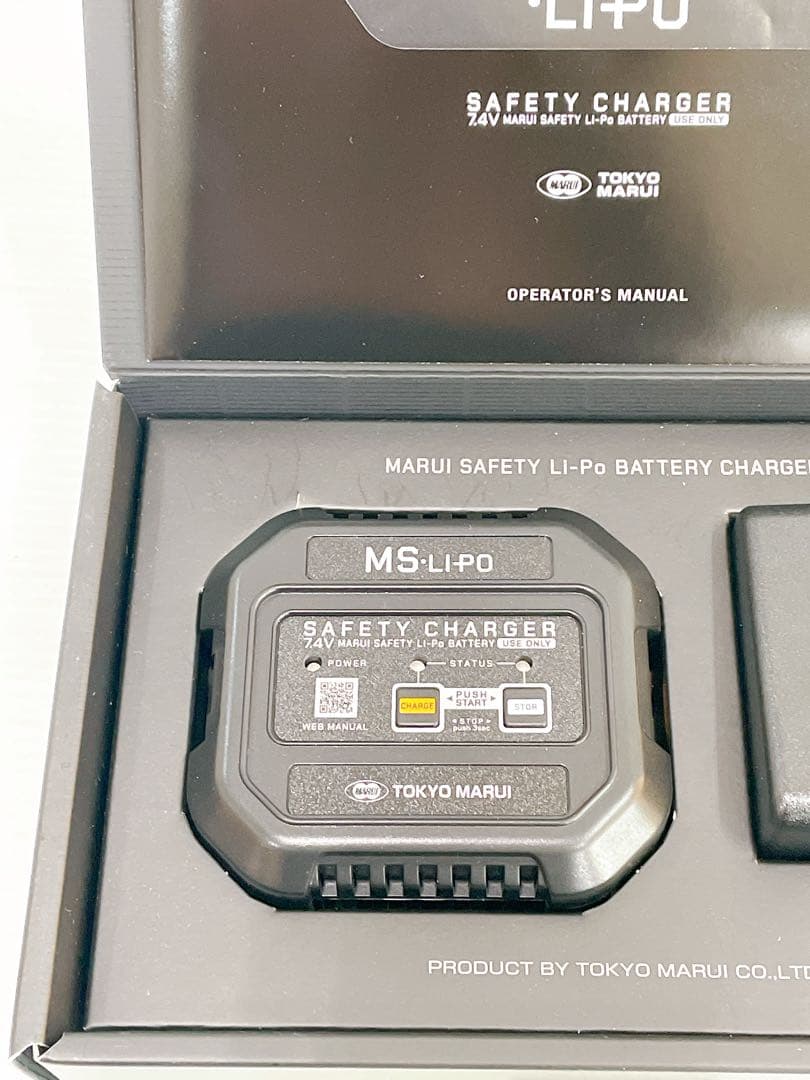 ·LI-PO
SAFETY CHARGER
7.4V MARUI SAFETY Li-Po BATTERY USE ONLY
MARUI TOKYO
MARUI
OPERATOR'S MANUAL
MARUI SAFETY Li-Po BATTERY CHARGE
MS·LI-PO
SAFETY CHARGER
7.4V MARUI SAFETY Li-Po BATTERY USE ONLY
POWER STATUS
CHARGE PUSH START STOR
WEB MANUAL STOP
push 3sec
MARUI TOKYO MARUI
PRODUCT BY TOKYO MARUI CO.,LTD